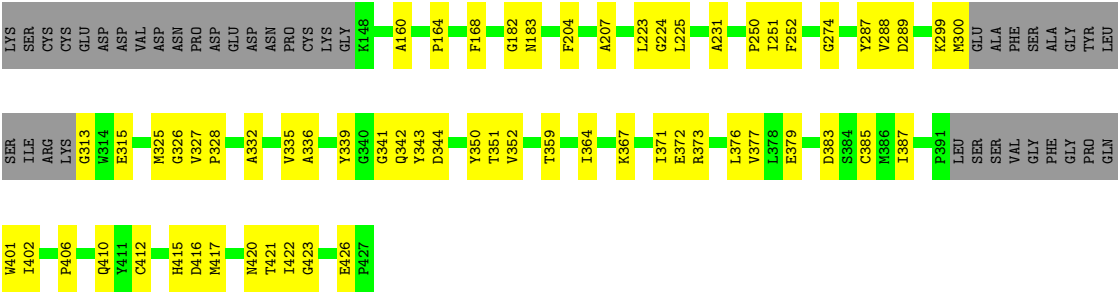 LYS SER CYS CYS GLU ASP ASP VAL ASP ASN PRO ASP GLU ASP ASN PRO CYS LYS GLY K148 A160 P164 F168 G182 N183 F204 A207 L223 G224 L225 A231 P250 I251 F252 G274 Y287 V288 D289 K299 M300 GLU ALA PHE SER ALA GLY TYR LEU
SER ILE ARG LYS G313 W314 E315 M325 G326 V327 P328 A332 V335 A336 Y339 G340 G341 Q342 Y343 D344 Y350 T351 V352 T359 I364 K367 I371 E372 R373 L376 V377 L378 E379 D383 S384 C385 M386 I387 P391 LEU SER SER VAL GLY PHE GLY PRO GLN
W401 I402 P406 Q410 Y411 C412 H415 D416 M417 N420 T421 I422 G423 E426 P427